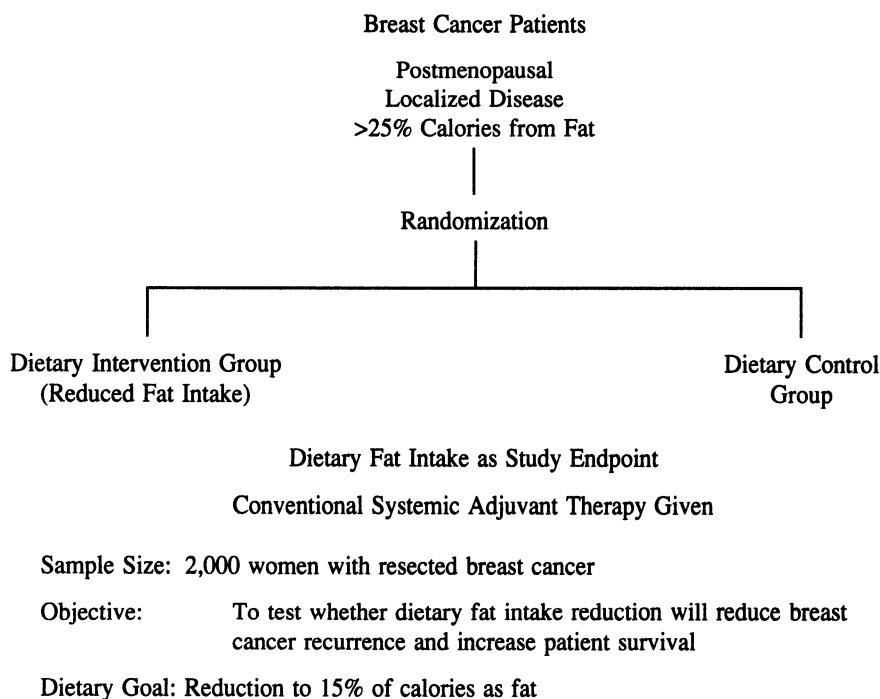 Breast Cancer Patients
Postmenopausal
Localized Disease
>25% Calories from Fat
Randomization
Dietary Intervention Group
(Reduced Fat Intake)
Dietary Control
Group
Dietary Fat Intake as Study Endpoint
Conventional Systemic Adjuvant Therapy Given
Sample Size: 2,000 women with resected breast cancer
Objective: To test whether dietary fat intake reduction will reduce breast
cancer recurrence and increase patient survival
Dietary Goal: Reduction to 15% of calories as fat